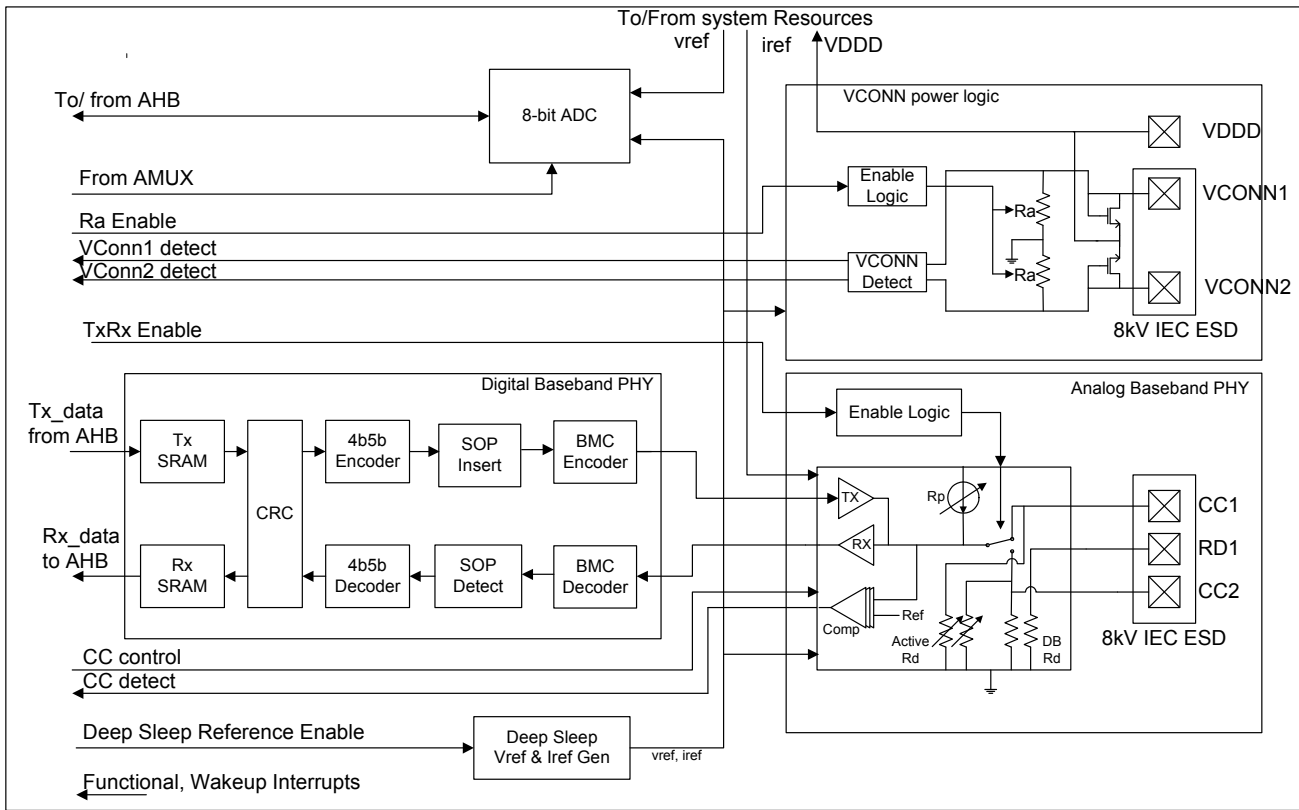 To/From system Resources
vref
iref
VDDD
To/ from AHB
8-bit ADC
From AMUX
VCONN power logic
VDDD
Enable
Logic
Ra
VCONN1
Ra Enable
VConn1 detect
VConn2 detect
VCONN
Detect
Ra
VCONN2
8kV IEC ESD
TxRx Enable
Digital Baseband PHY
Analog Baseband PHY
Enable Logic
Tx_data
from AHB
Tx
SRAM
CRC
4b5b
Encoder
SOP
Insert
BMC
Encoder
TX
Rp
CC1
Rx_data
to AHB
Rx
SRAM
4b5b
Decoder
SOP
Detect
BMC
Decoder
RX
RD1
CC2
Comp
Ref
Active
Rd
DB
Rd
8kV IEC ESD
CC control
CC detect
Deep Sleep Reference Enable
Deep Sleep
Vref & Iref Gen
vref, iref
Functional, Wakeup Interrupts